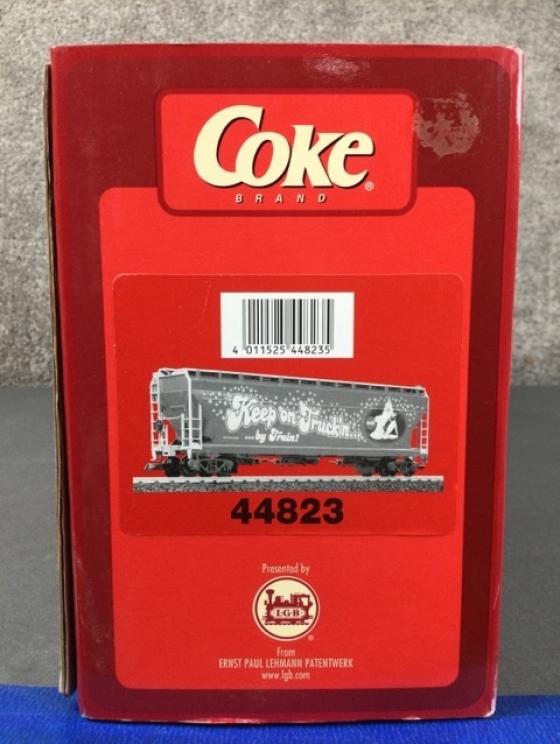 Coke®
BRAND
4 011525 448235
Keep on Truck'n...
...by Train!
44823
Presented by
LGB®
From
ERNST PAUL LEHMANN PATENTWERK
www.lgb.com